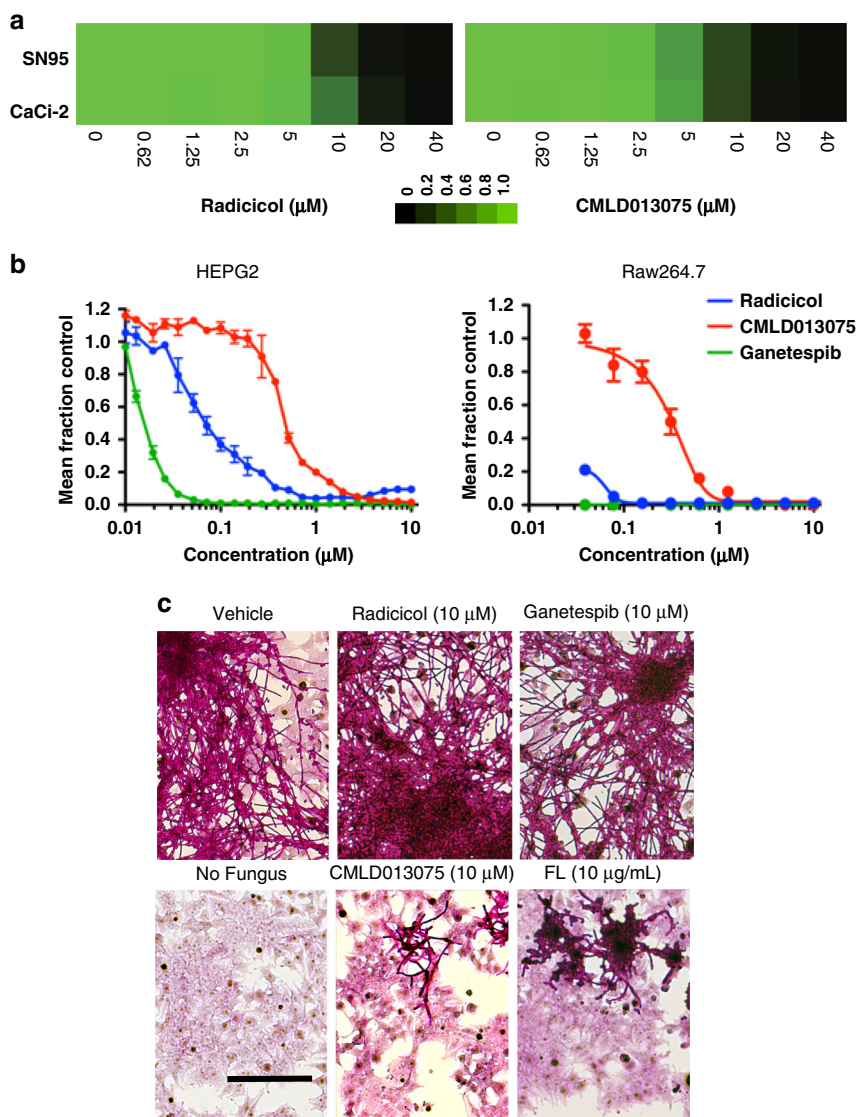 a
SN95
CaCi-2
0 0.62 1.25 2.5 5 10 20 40
0 0.62 1.25 2.5 5 10 20 40
Radicicol (μM)
0 0.2 0.4 0.6 0.8 1.0
CMLD013075 (μM)
b
HEPG2
Mean fraction control
1.2
1.0
0.8
0.6
0.4
0.2
0.0
0.01 0.1 1 10
Concentration (μM)
Raw264.7
Mean fraction control
1.2
1.0
0.8
0.6
0.4
0.2
0.0
0.01 0.1 1 10
Concentration (μM)
Radicicol
CMLD013075
Ganetespib
c
Vehicle
Radicicol (10 μM)
Ganetespib (10 μM)
No Fungus
CMLD013075 (10 μM)
FL (10 μg/mL)